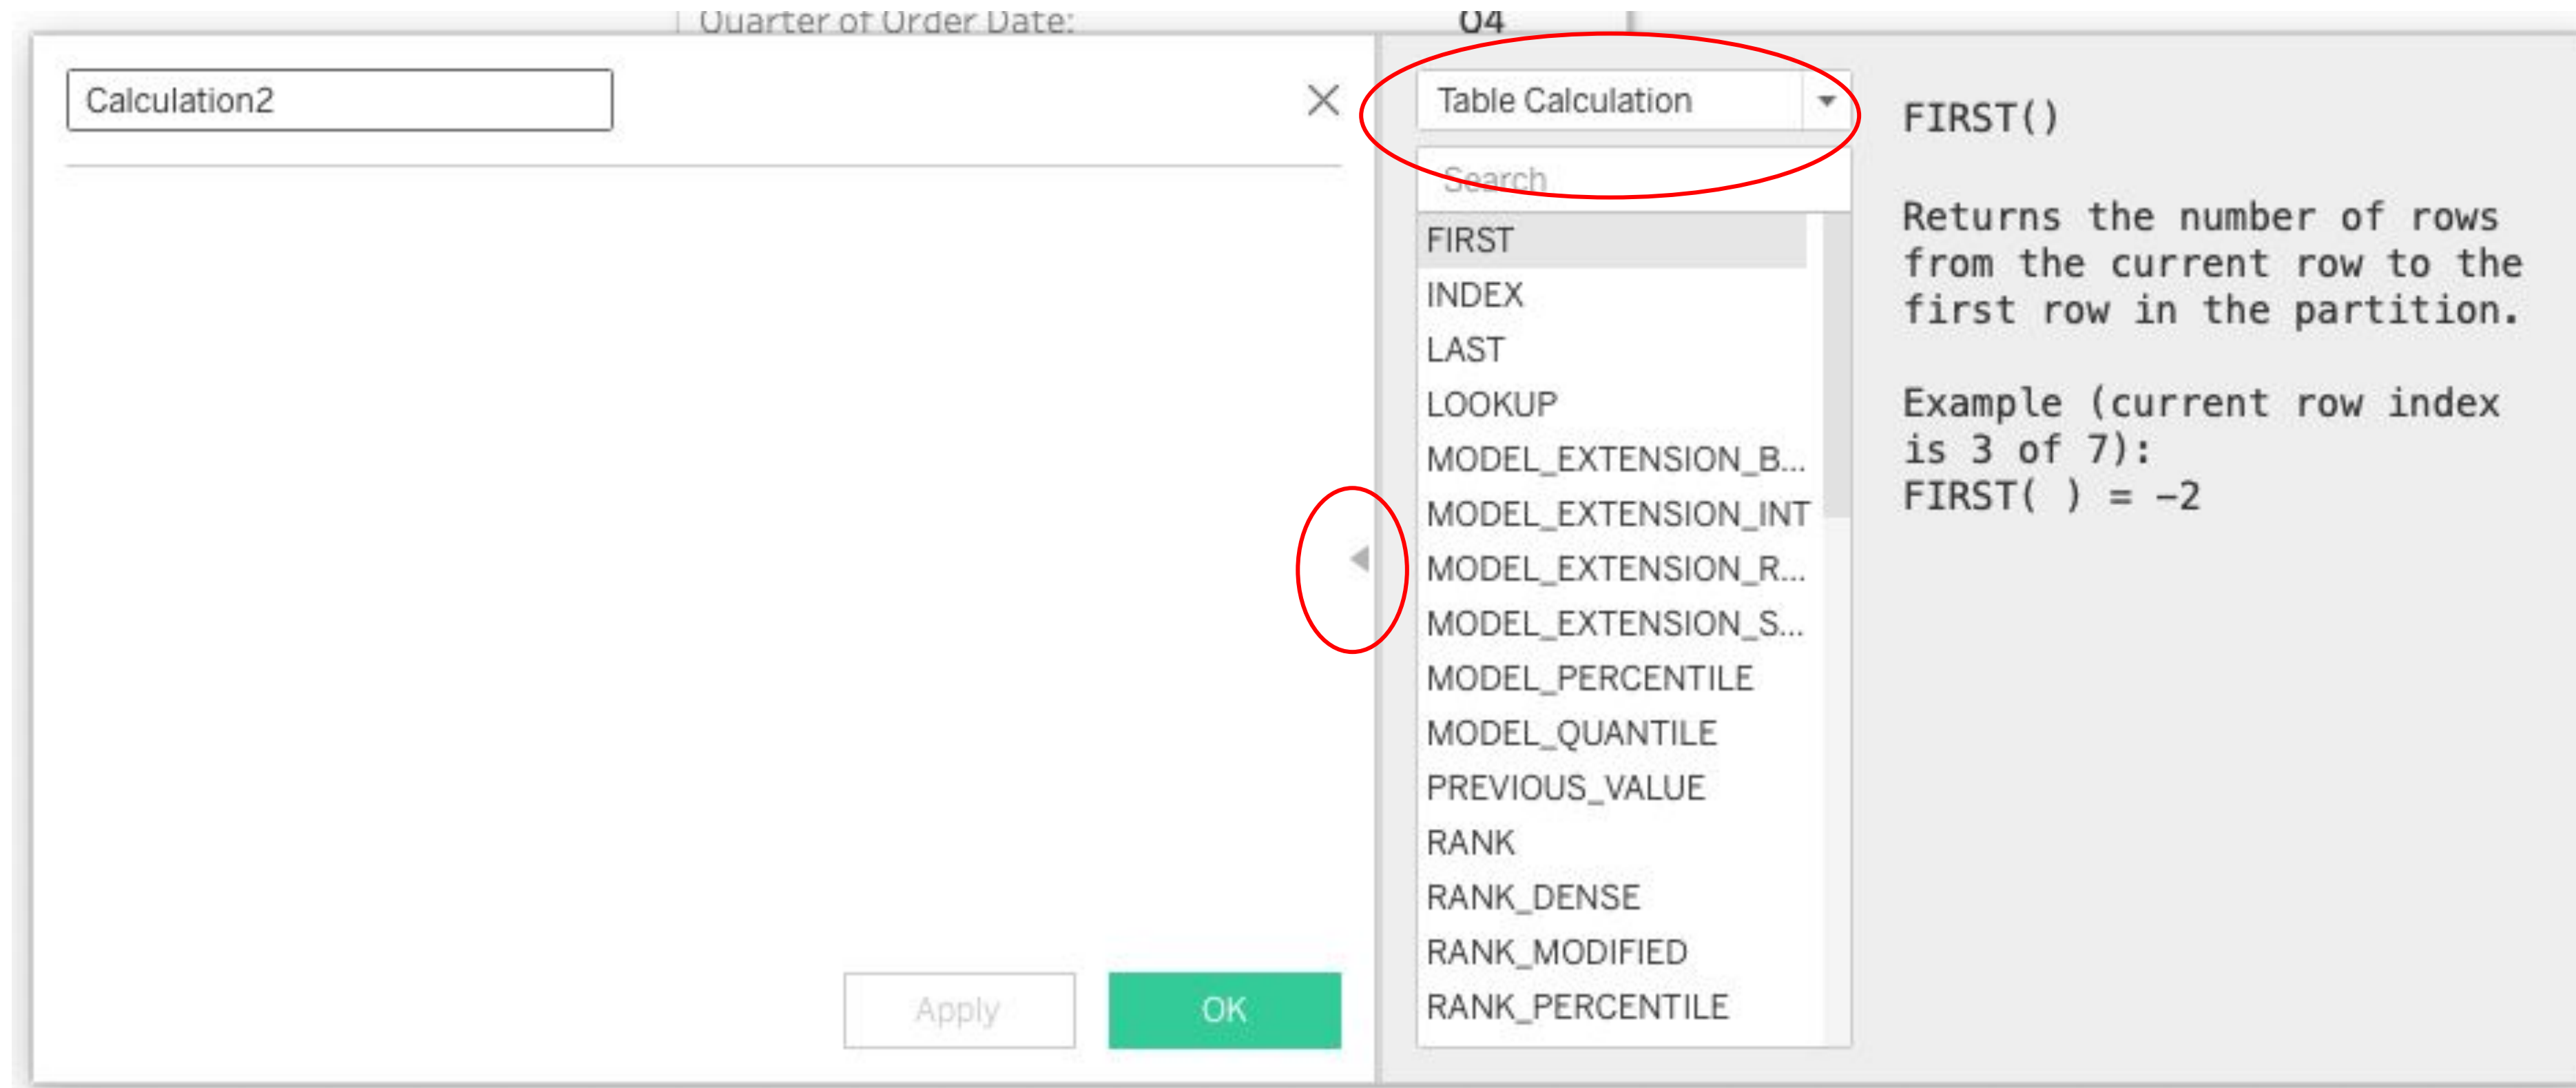 Quarter of Order Date:
Q4
Calculation2
Table Calculation
Search
FIRST
INDEX
LAST
LOOKUP
MODEL_EXTENSION_B...
MODEL_EXTENSION_INT
MODEL_EXTENSION_R...
MODEL_EXTENSION_S...
MODEL_PERCENTILE
MODEL_QUANTILE
PREVIOUS_VALUE
RANK
RANK_DENSE
RANK_MODIFIED
RANK_PERCENTILE
FIRST()
Returns the number of rows
from the current row to the
first row in the partition.
Example (current row index
is 3 of 7):
FIRST( ) = −2
Apply
OK